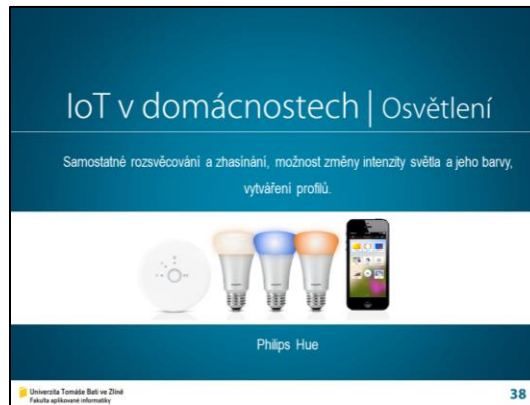 IoT v domácnostech | Osvětlení
Samostatné rozsvěcování a zhasínání, možnost změny intenzity světla a jeho barvy,
vytváření profilů.
Philips Hue
Univerzita Tomáše Bati ve Zlíně
Fakulta aplikované informatiky
38